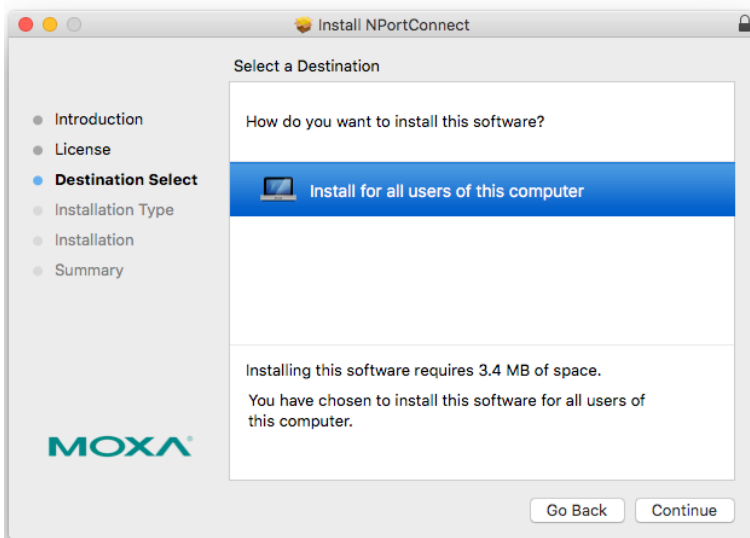 Install NPortConnect
Select a Destination
Introduction
License
Destination Select
Installation Type
Installation
Summary
How do you want to install this software?
Install for all users of this computer
Installing this software requires 3.4 MB of space.
You have chosen to install this software for all users of
this computer.
MOXA®
Go Back
Continue